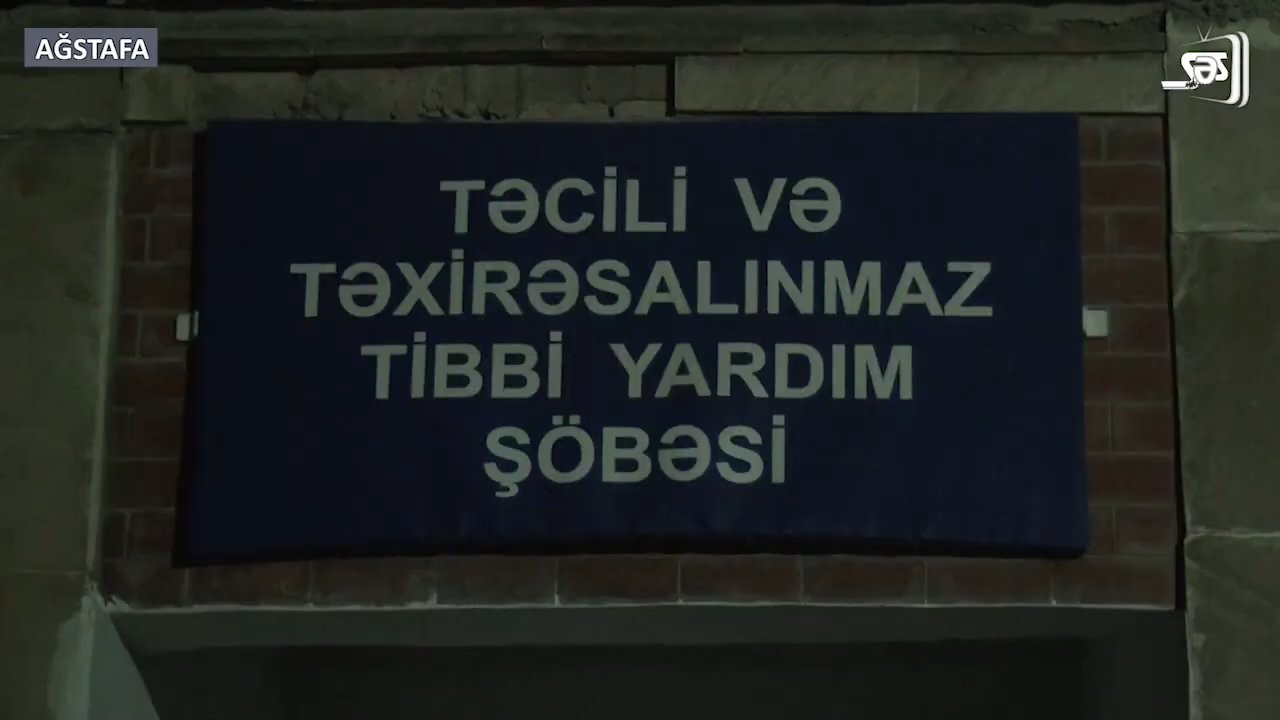 AĞSTAFA
səs
TƏCİLİ VƏ
TƏXİRƏSALINMAZ
TİBBİ YARDIM
ŞÖBƏSİ